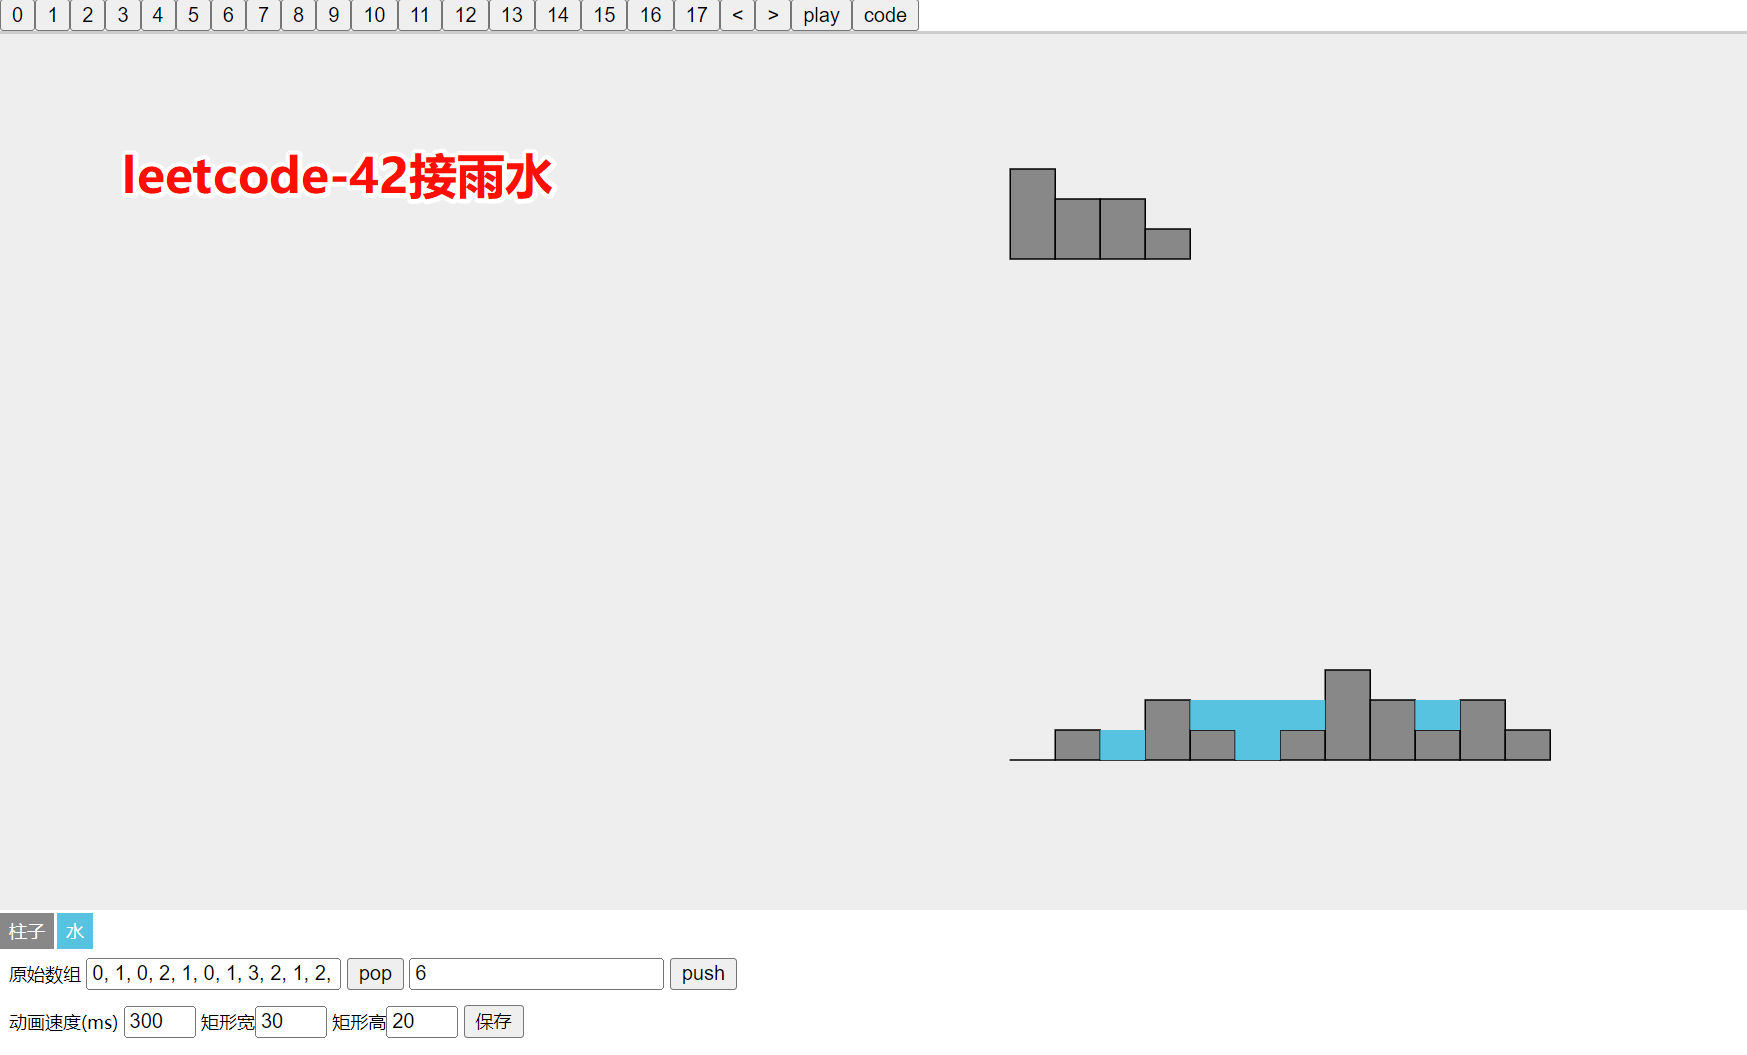 0 1 2 3 4 5 6 7 8 9 10 11 12 13 14 15 16 17 < > play code
leetcode-42接雨水
柱子 水
原始数组 0, 1, 0, 2, 1, 0, 1, 3, 2, 1, 2, pop 6 push
动画速度(ms) 300 矩形宽 30 矩形高 20 保存